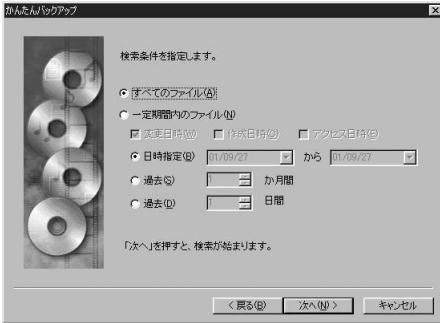 かんたんバックアップ
検索条件を指定します。
すべてのファイル(A)
一定期間内のファイル(N)
変更日時(W) 作成日時(O) アクセス日時(E)
日時指定(B) 01/09/27 から 01/09/27
過去(S) 1 か月間
過去(D) 1 日間
「次へ」を押すと、検索が始まります。
< 戻る(B) 次へ(N) > キャンセル